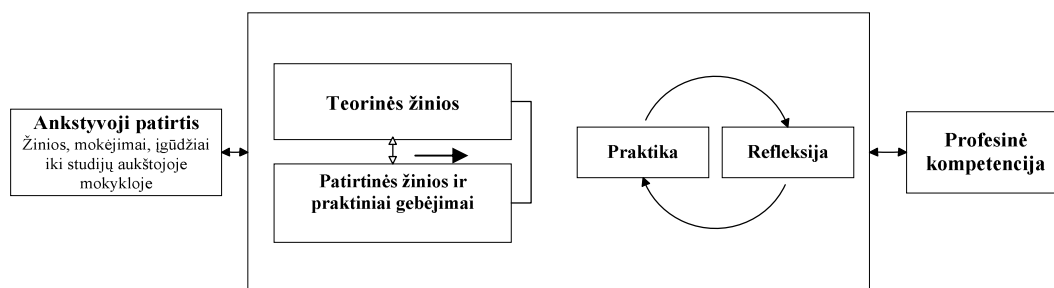 Ankstyvoji patirtis
Žinios, mokėjimai, įgūdžiai
iki studijų aukštojoje
mokykloje
Teorinės žinios
Patirtinės žinios ir
praktiniai gebėjimai
Praktika
Refleksija
Profesinė
kompetencija